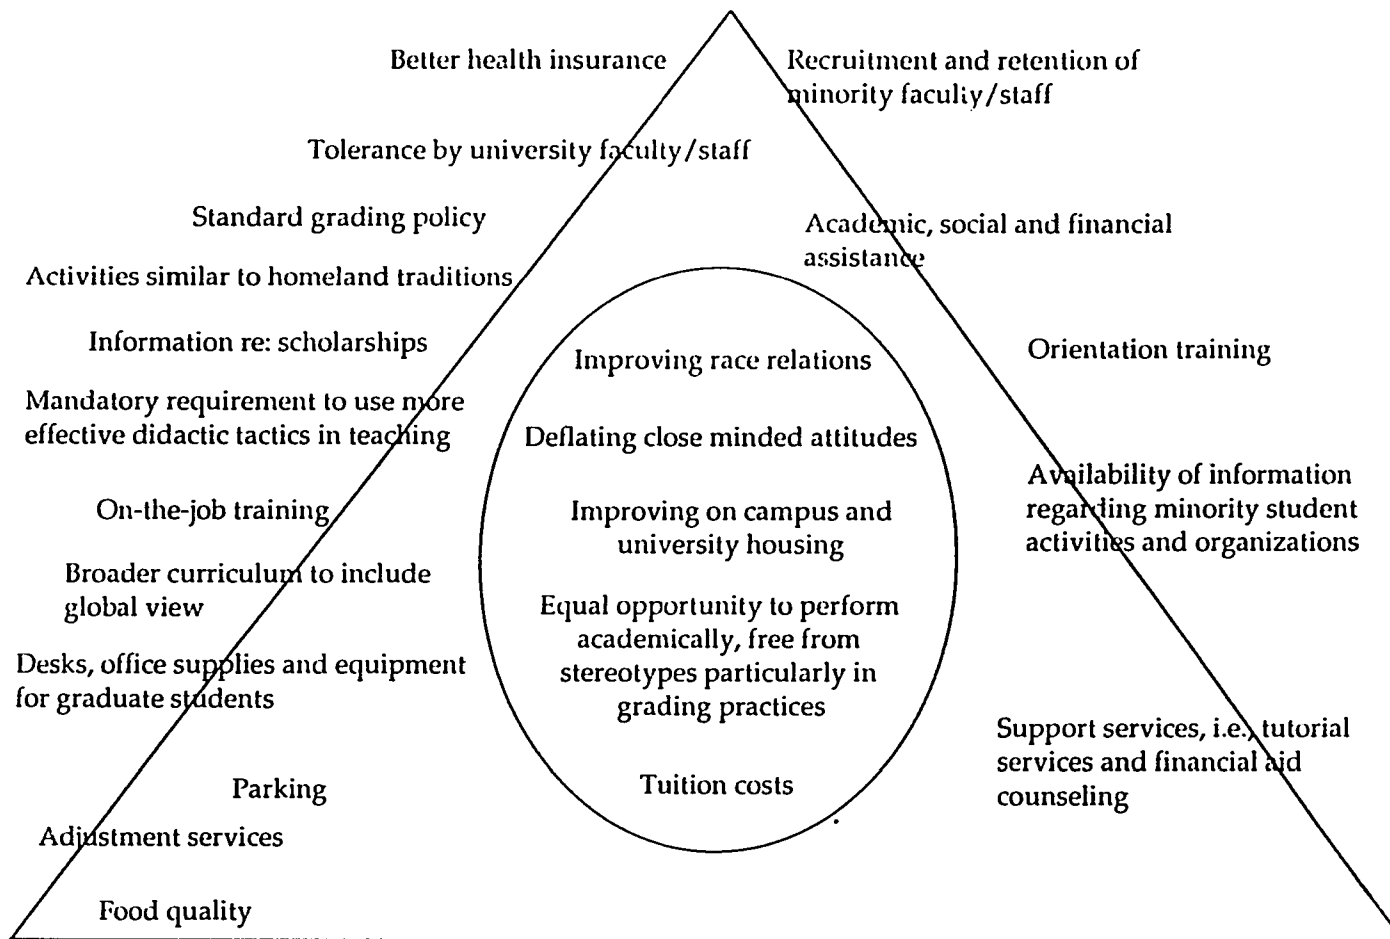 Better health insurance
Tolerance by university faculty/staff
Standard grading policy
Activities similar to homeland traditions
Information re: scholarships
Mandatory requirement to use more
effective didactic tactics in teaching
On-the-job training
Broader curriculum to include
global view
Desks, office supplies and equipment
for graduate students
Parking
Adjustment services
Food quality
Improving race relations
Deflating close minded attitudes
Improving on campus and
university housing
Equal opportunity to perform
academically, free from
stereotypes particularly in
grading practices
Tuition costs
Recruitment and retention of
minority faculty/staff
Academic, social and financial
assistance
Orientation training
Availability of information
regarding minority student
activities and organizations
Support services, i.e., tutorial
services and financial aid
counseling